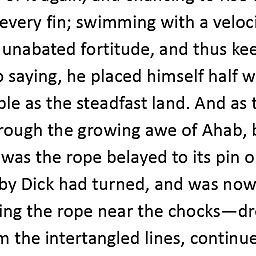 every fin; swimming with a veloci
unabated fortitude, and thus kee
saying, he placed himself half w
ble as the steadfast land. And as t
rough the growing awe of Ahab, b
was the rope belayed to its pin o
by Dick had turned, and was now
ing the rope near the chocks—dr
m the intertangled lines, continue